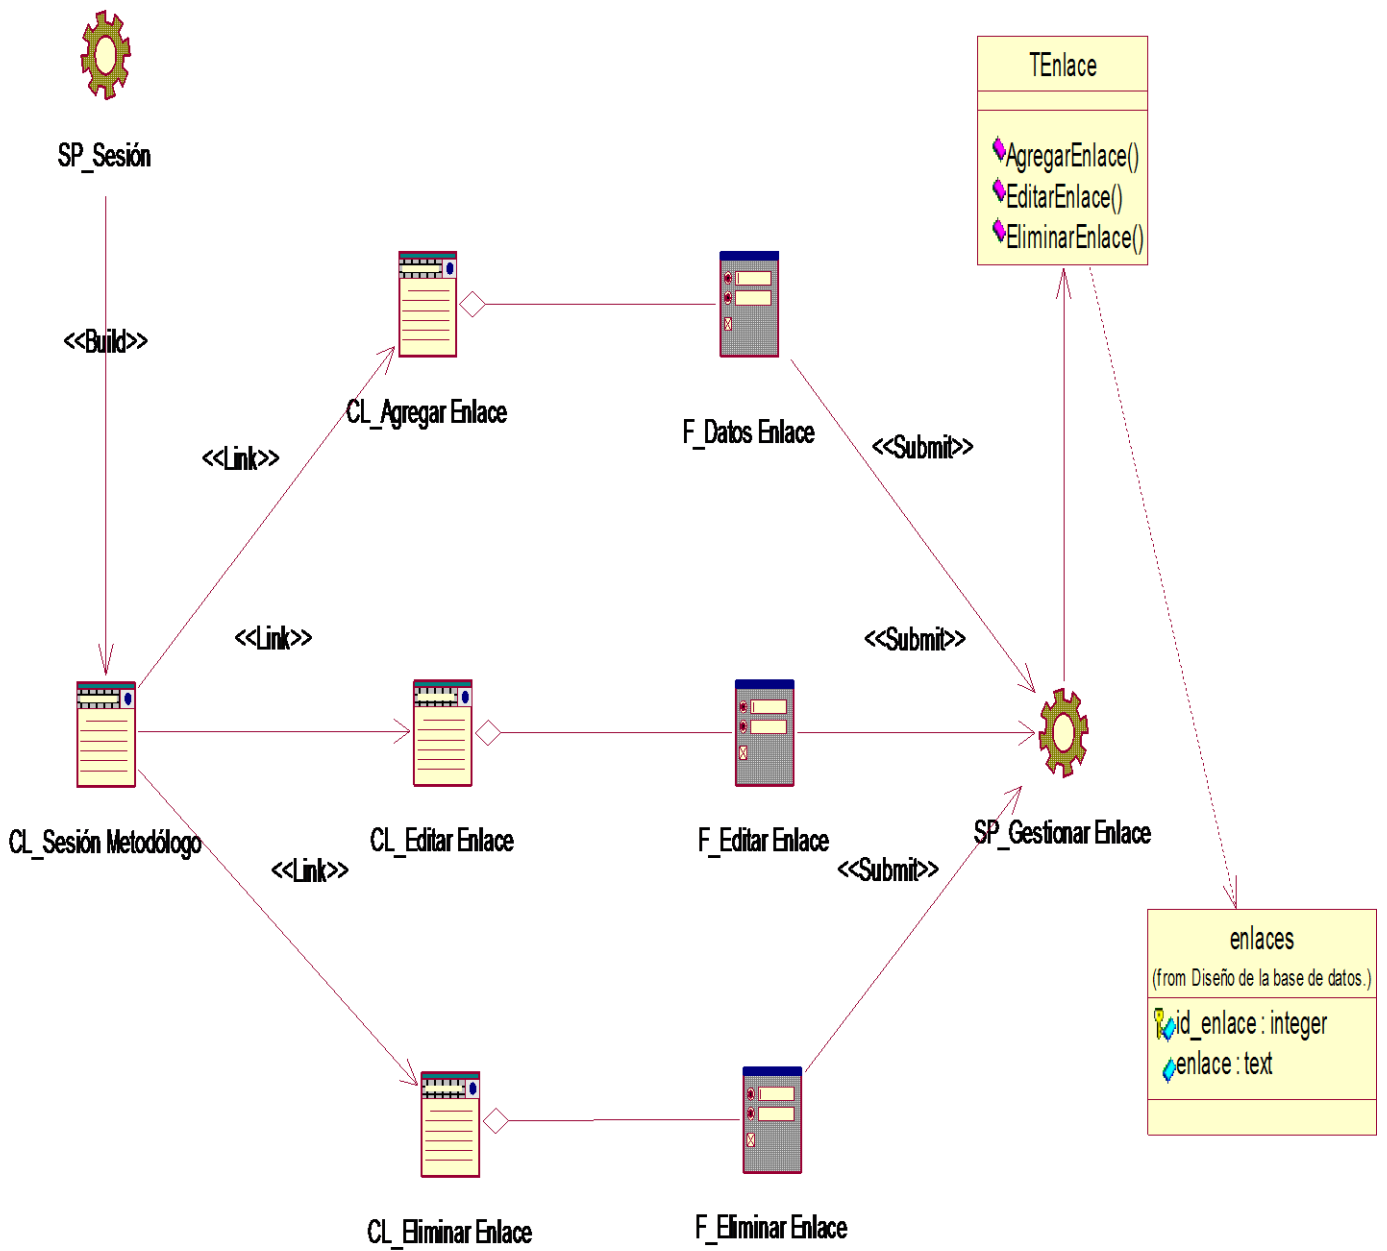 SP_Sesión
TEnlace
AgregarEnlace()
EditarEnlace()
EliminarEnlace()
<<Build>>
CL_Agregar Enlace
F_Datos Enlace
<<Link>>
<<Submit>>
<<Link>>
<<Submit>>
CL_Sesión Metodólogo
CL_Editar Enlace
F_Editar Enlace
SP_Gestionar Enlace
<<Link>>
<<Submit>>
enlaces
(from Diseño de la base de datos.)
id_enlace : integer
enlace : text
CL_Eliminar Enlace
F_Eliminar Enlace